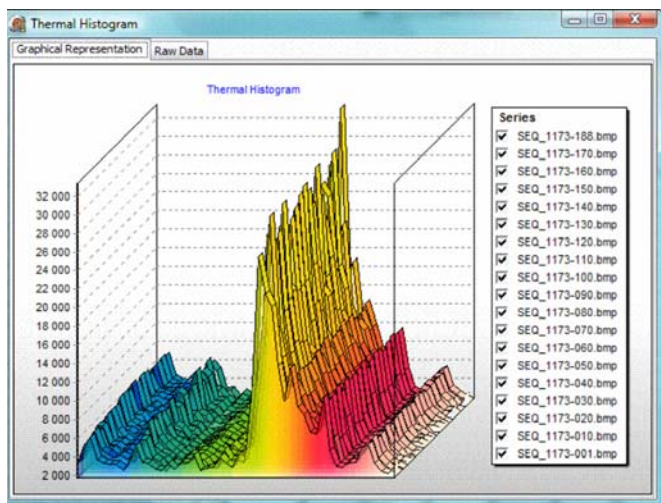 Thermal Histogram
Graphical Representation
Raw Data
Thermal Histogram
32 000
30 000
28 000
26 000
24 000
22 000
20 000
18 000
16 000
14 000
12 000
10 000
8 000
6 000
4 000
2 000
Series
SEQ_1173-188.bmp
SEQ_1173-170.bmp
SEQ_1173-160.bmp
SEQ_1173-150.bmp
SEQ_1173-140.bmp
SEQ_1173-130.bmp
SEQ_1173-120.bmp
SEQ_1173-110.bmp
SEQ_1173-100.bmp
SEQ_1173-090.bmp
SEQ_1173-080.bmp
SEQ_1173-070.bmp
SEQ_1173-060.bmp
SEQ_1173-050.bmp
SEQ_1173-040.bmp
SEQ_1173-030.bmp
SEQ_1173-020.bmp
SEQ_1173-010.bmp
SEQ_1173-001.bmp